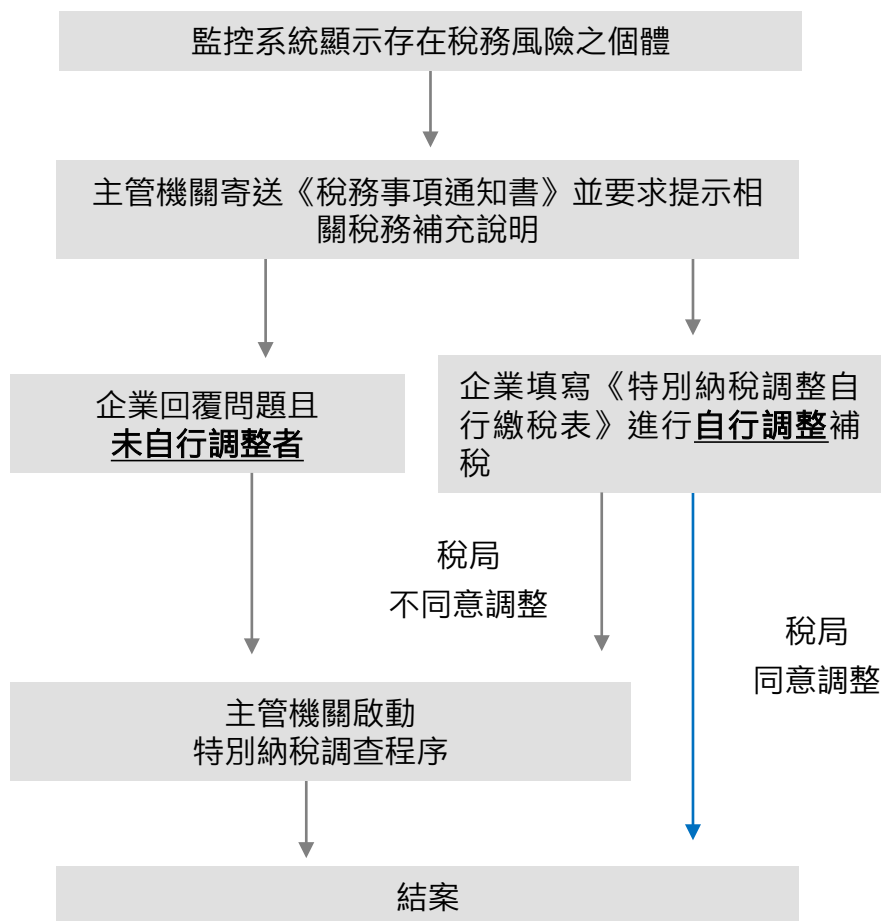 監控系統顯示存在稅務風險之個體
主管機關寄送《稅務事項通知書》並要求提示相
關稅務補充說明
企業回覆問題且
未自行調整者
企業填寫《特別納稅調整自
行繳稅表》進行自行調整補
稅
稅局
不同意調整
稅局
同意調整
主管機關啟動
特別納稅調查程序
結案